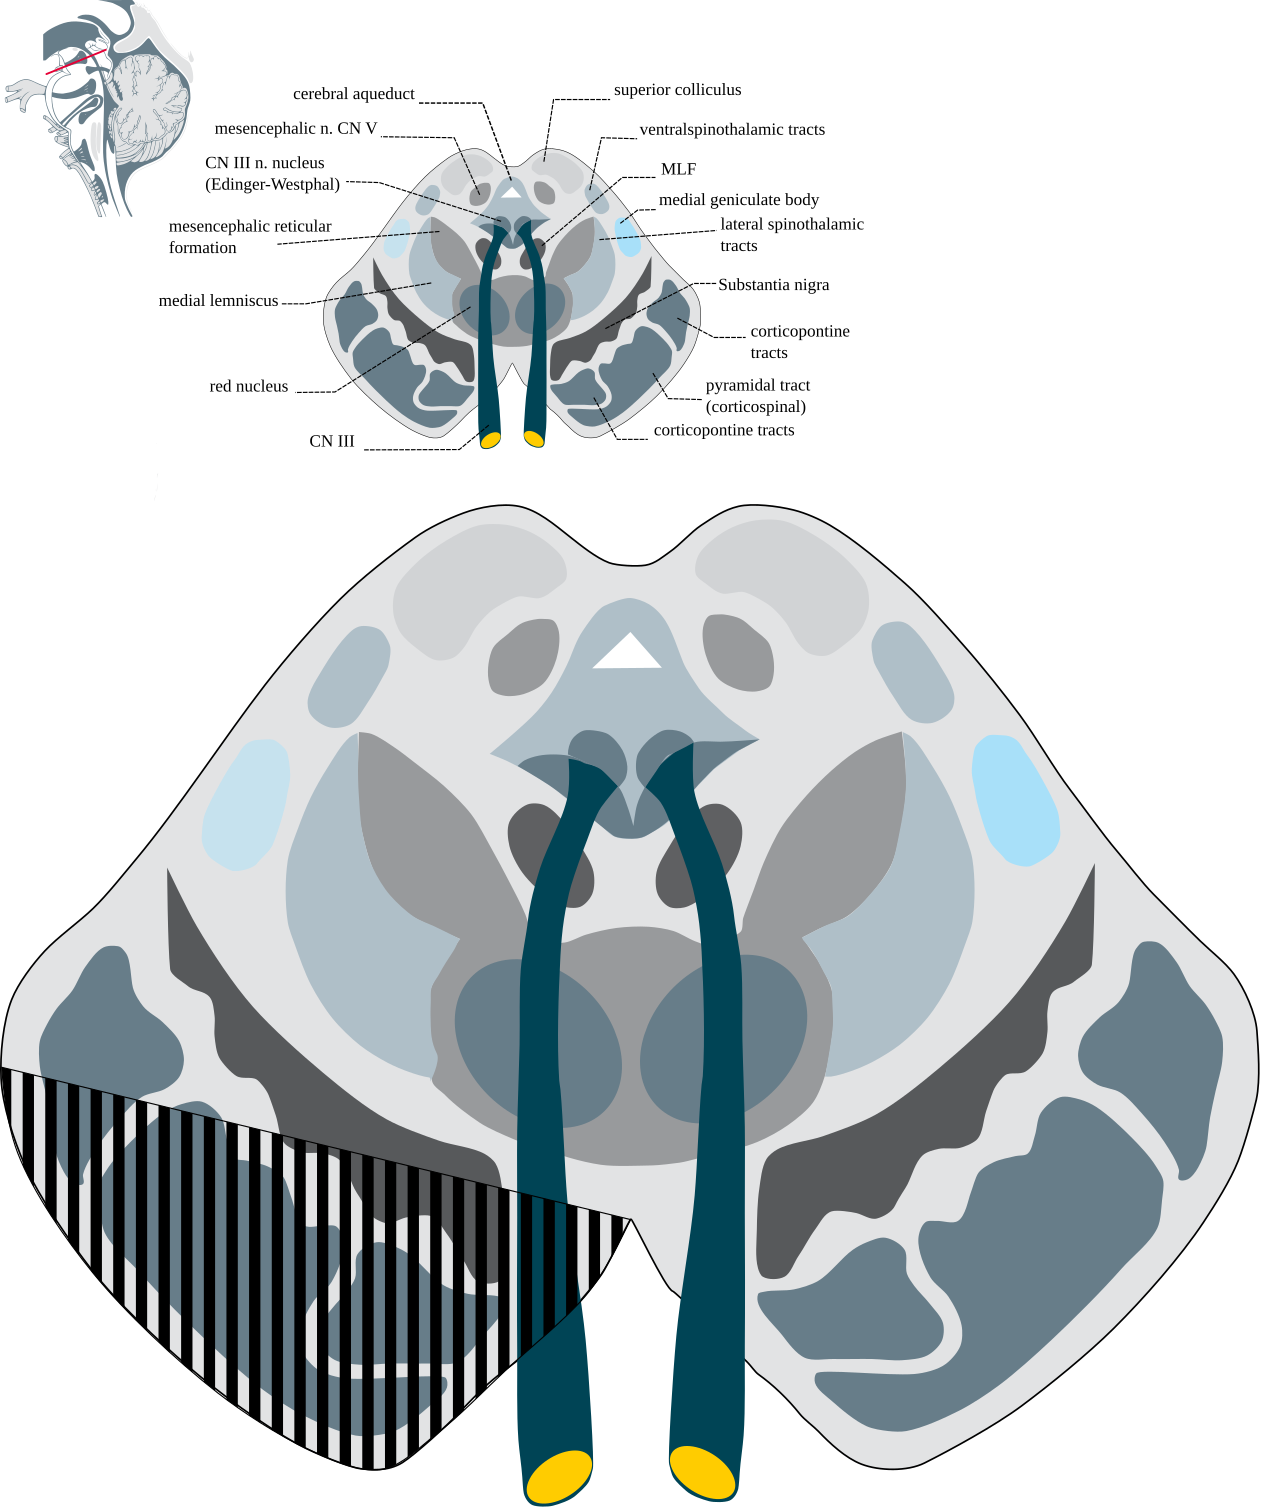 cerebral aqueduct
mesencephalic n. CN V
CN III n. nucleus
(Edinger-Westphal)
mesencephalic reticular
formation
medial lemniscus
red nucleus
CN III
superior colliculus
ventralspinothalamic tracts
MLF
medial geniculate body
lateral spinothalamic
tracts
Substantia nigra
corticopontine
tracts
pyramidal tract
(corticospinal)
corticopontine tracts